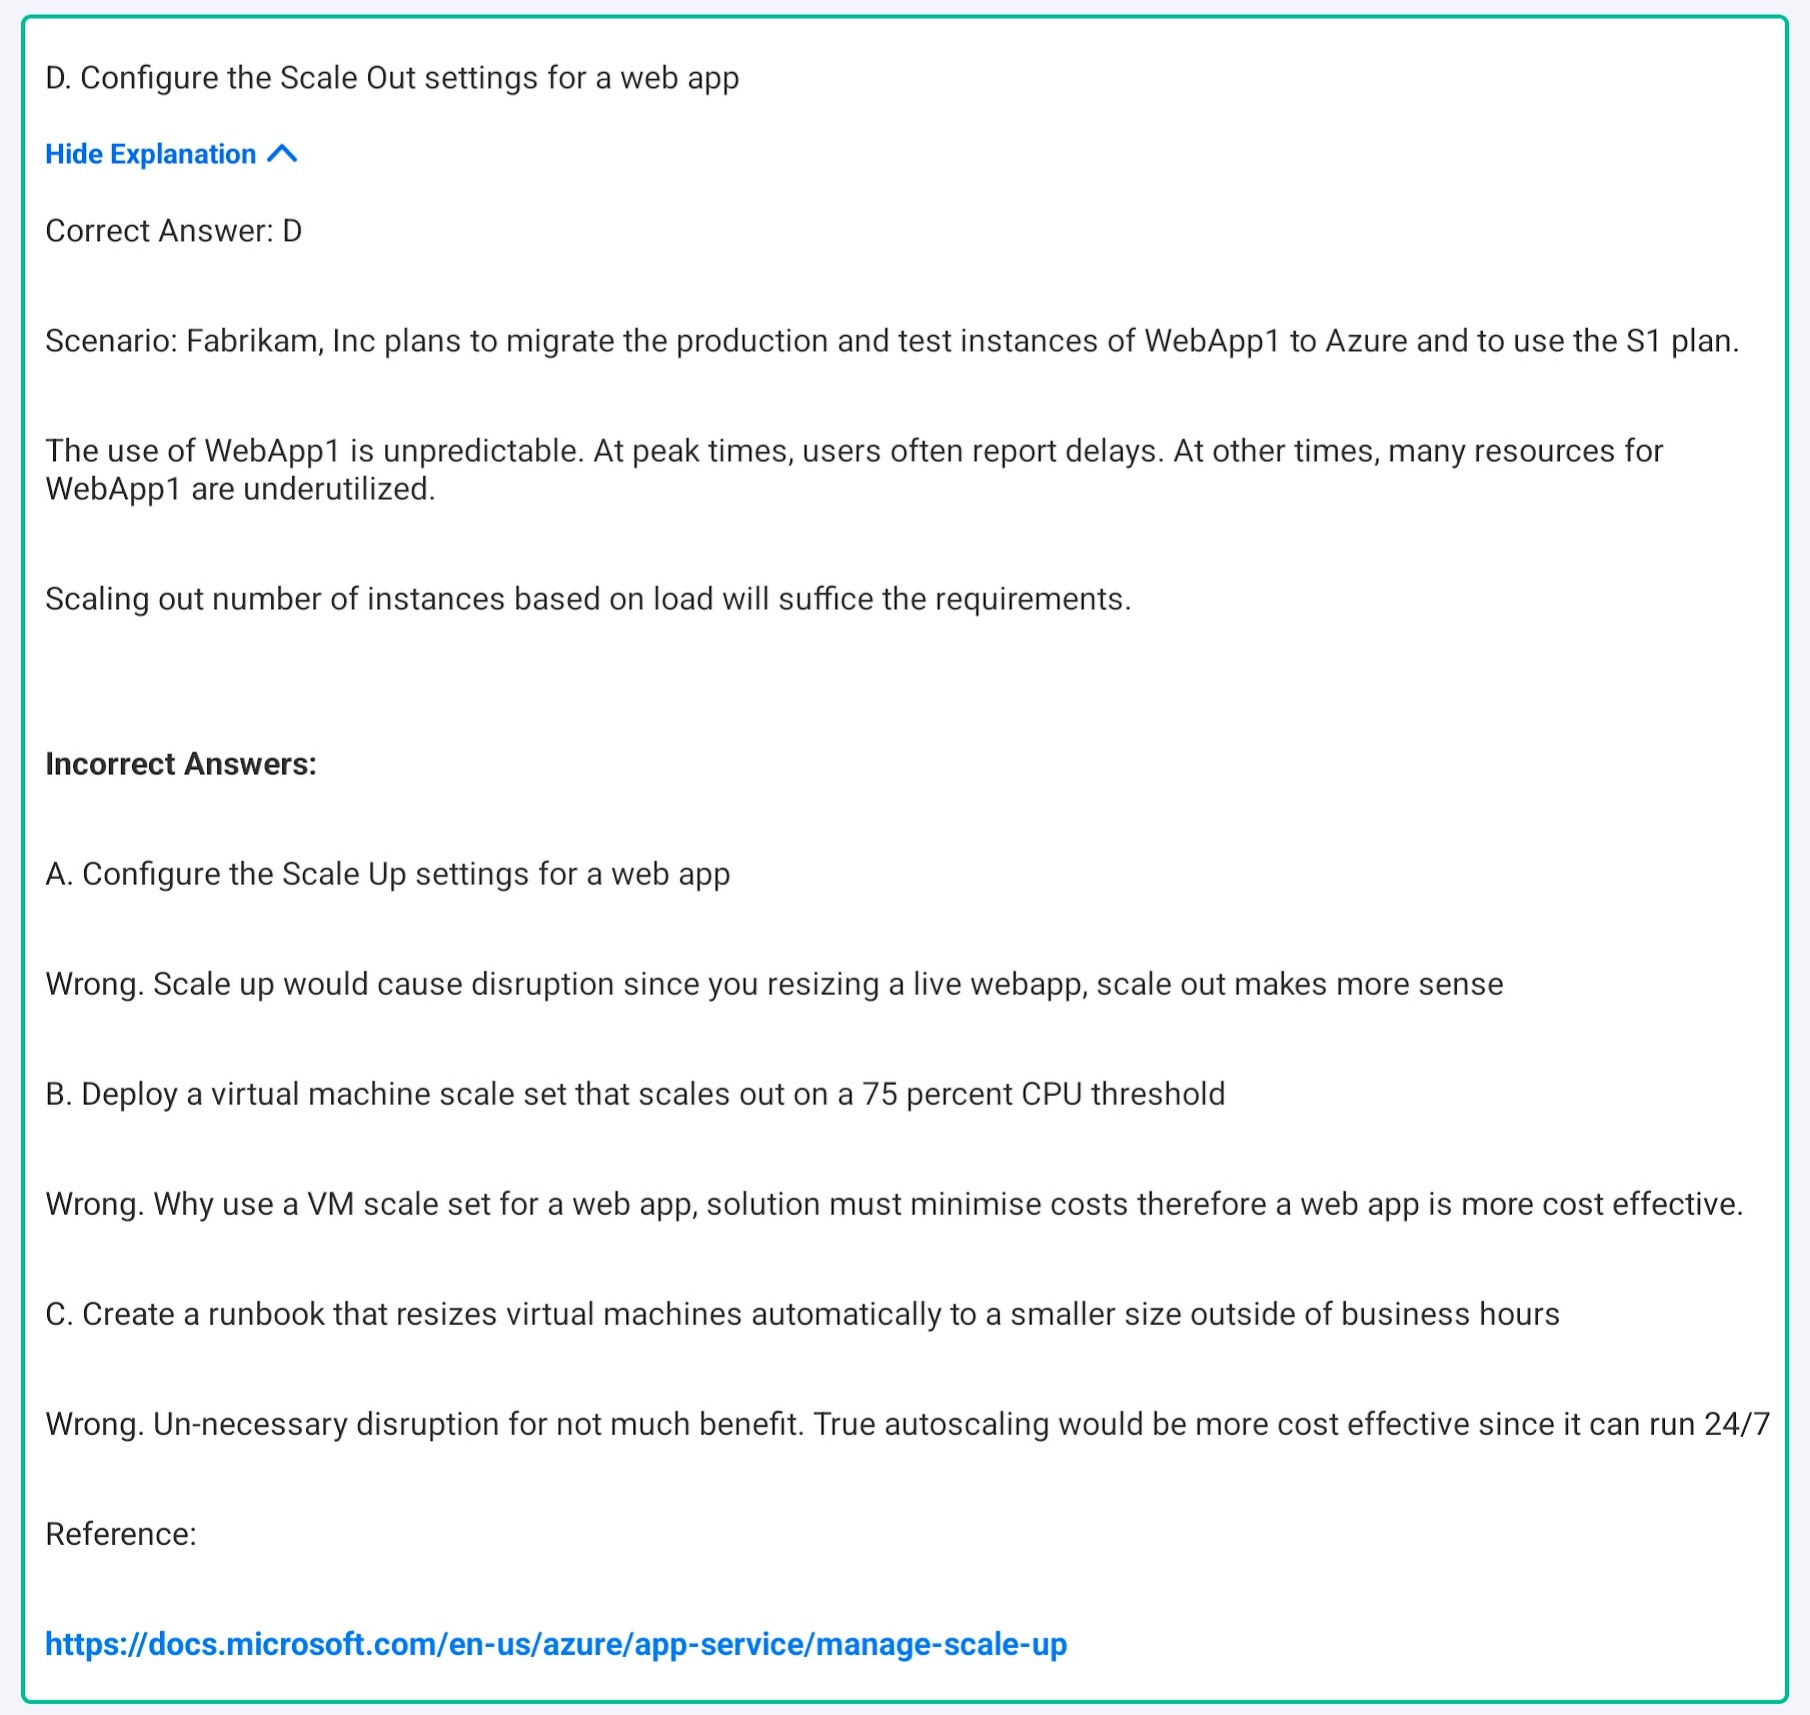 D. Configure the Scale Out settings for a web app
Hide Explanation
Correct Answer: D
Scenario: Fabrikam, Inc plans to migrate the production and test instances of WebApp1 to Azure and to use the S1 plan.
The use of WebApp1 is unpredictable. At peak times, users often report delays. At other times, many resources for
WebApp1 are underutilized.
Scaling out number of instances based on load will suffice the requirements.
Incorrect Answers:
A. Configure the Scale Up settings for a web app
Wrong. Scale up would cause disruption since you resizing a live webapp, scale out makes more sense
B. Deploy a virtual machine scale set that scales out on a 75 percent CPU threshold
Wrong. Why use a VM scale set for a web app, solution must minimise costs therefore a web app is more cost effective.
C. Create a runbook that resizes virtual machines automatically to a smaller size outside of business hours
Wrong. Un-necessary disruption for not much benefit. True autoscaling would be more cost effective since it can run 24/7
Reference:
https://docs.microsoft.com/en-us/azure/app-service/manage-scale-up